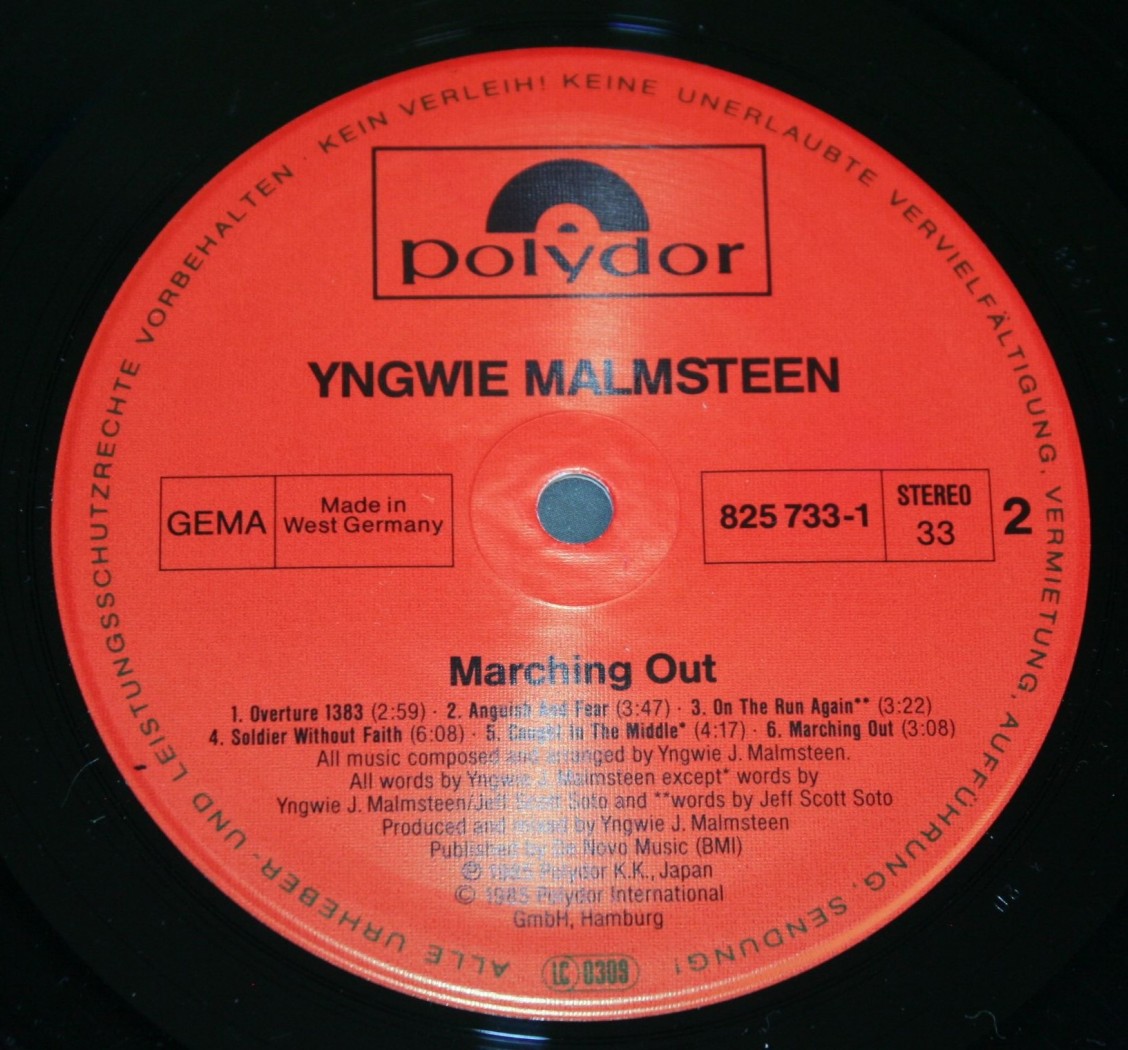 ALLE URHEBER- UND LEISTUNGSSCHUTZRECHTE VORBEHALTEN · KEIN VERLEIH! KEINE UNERLAUBTE VERVIELFÄLTIGUNG, VERMIETUNG, AUFFÜHRUNG, SENDUNG!
polydor
YNGWIE MALMSTEEN
GEMA
Made in
West Germany
825 733-1
STEREO
33
2
Marching Out
1. Overture 1383 (2:59) · 2. Anguish And Fear (3:47) · 3. On The Run Again** (3:22)
4. Soldier Without Faith (6:08) · 5. Caught In The Middle* (4:17) · 6. Marching Out (3:08)
All music composed and arranged by Yngwie J. Malmsteen.
All words by Yngwie J. Malmsteen except* words by
Yngwie J. Malmsteen/Jeff Scott Soto and **words by Jeff Scott Soto
Produced and mixed by Yngwie J. Malmsteen
Published by De Novo Music (BMI)
℗ 1985 Polydor K.K., Japan
© 1985 Polydor International
GmbH, Hamburg
LC 0309